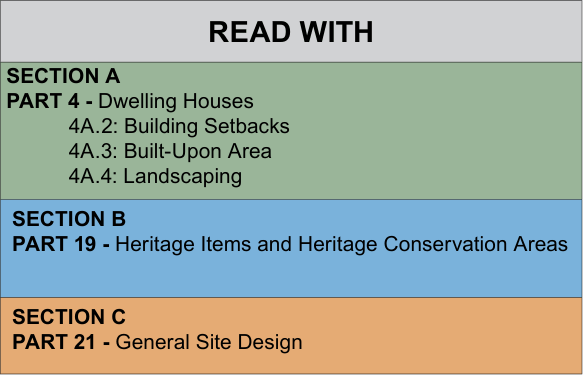 READ WITH
SECTION A
PART 4 - Dwelling Houses
4A.2: Building Setbacks
4A.3: Built-Upon Area
4A.4: Landscaping
SECTION B
PART 19 - Heritage Items and Heritage Conservation Areas
SECTION C
PART 21 - General Site Design